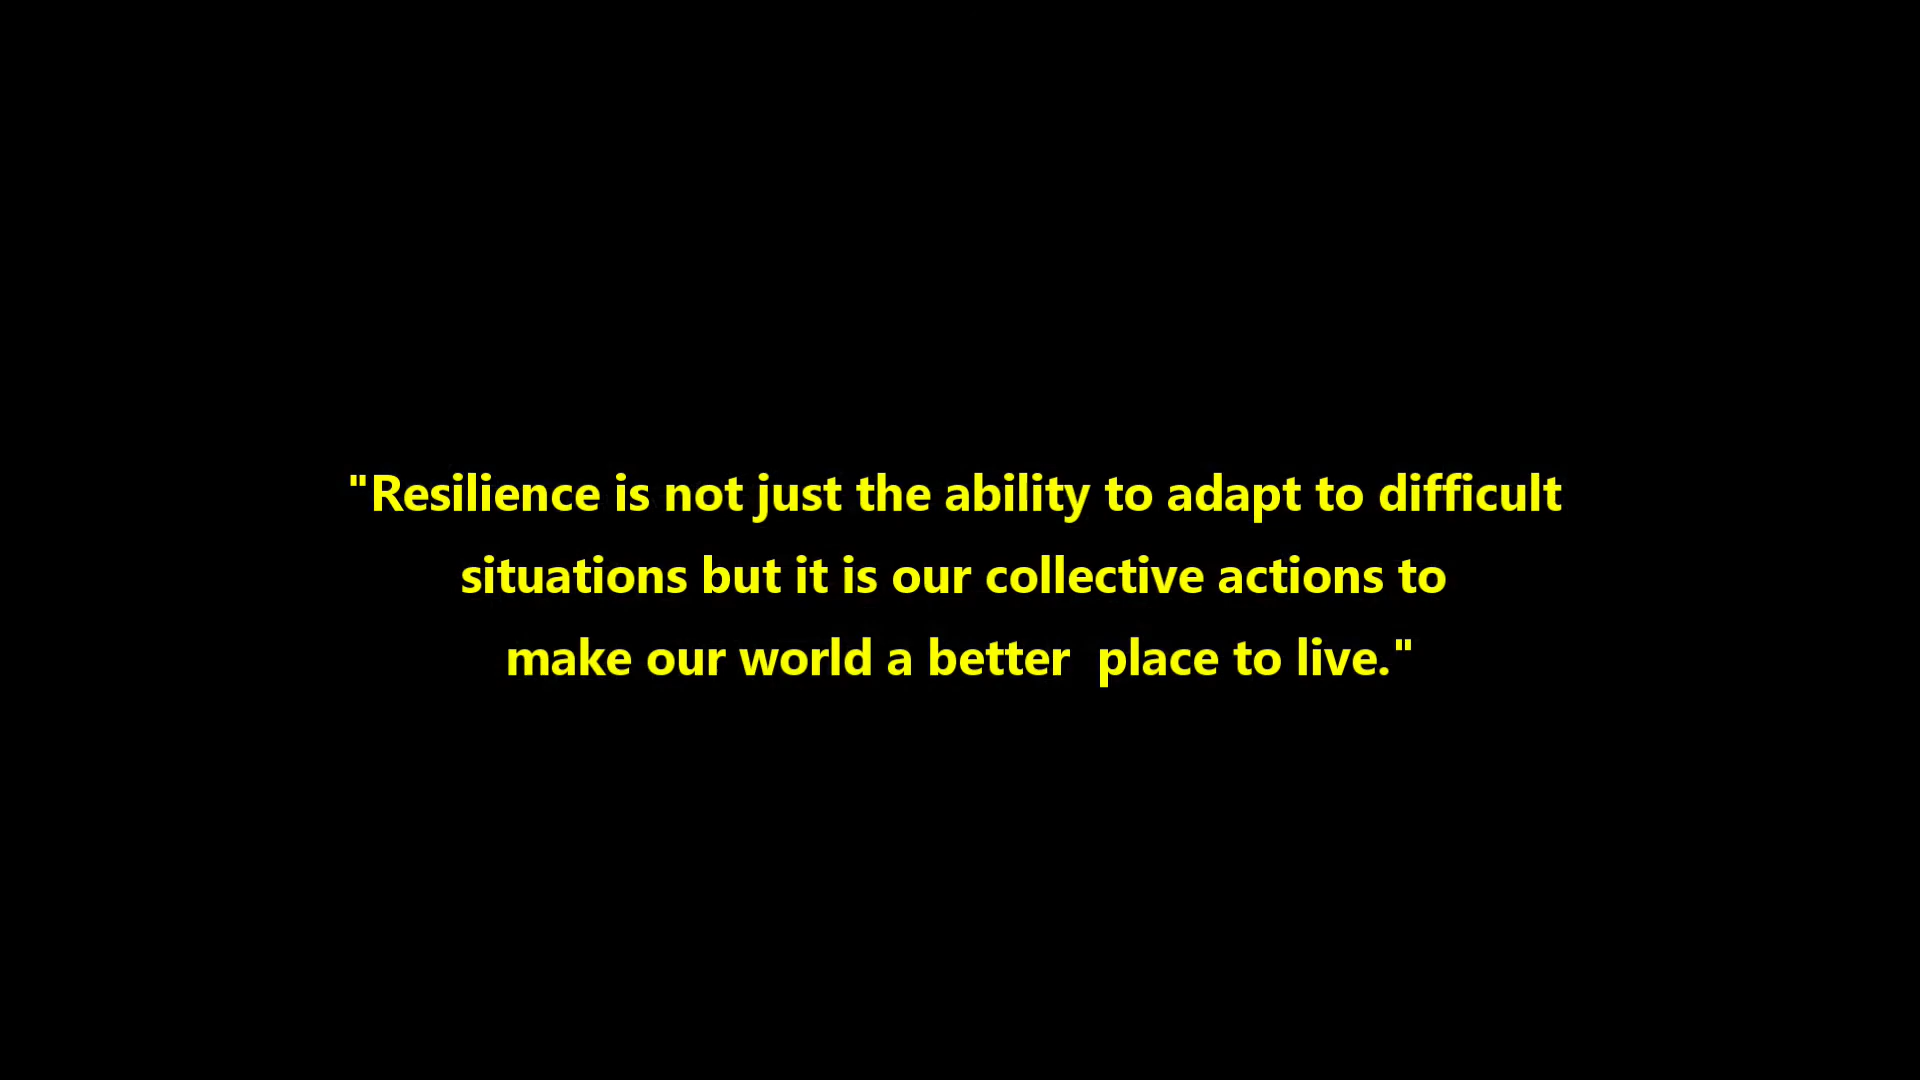 "Resilience is not just the ability to adapt to difficult
situations but it is our collective actions to
make our world a better  place to live."